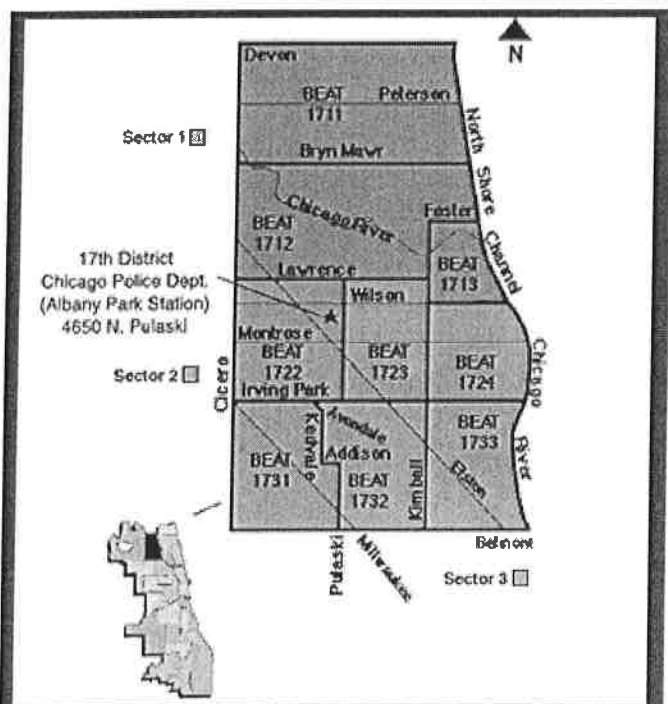 N
Devon
BEAT
1711
Peterson
Sector 1
Bryn Mawr
North Shore Channel
Chicago River
Foster
BEAT
1712
BEAT
1713
17th District
Chicago Police Dept.
(Albany Park Station)
4650 N. Pulaski
Lawrence
Wilson
Montrose
BEAT
1722
BEAT
1723
BEAT
1724
Sector 2
Cicero
Irving Park
Chicago River
Kedvale
Avondale
Addison
BEAT
1733
BEAT
1731
BEAT
1732
Kimball
Elston
Belmont
Pulaski
Milwaukee
Sector 3